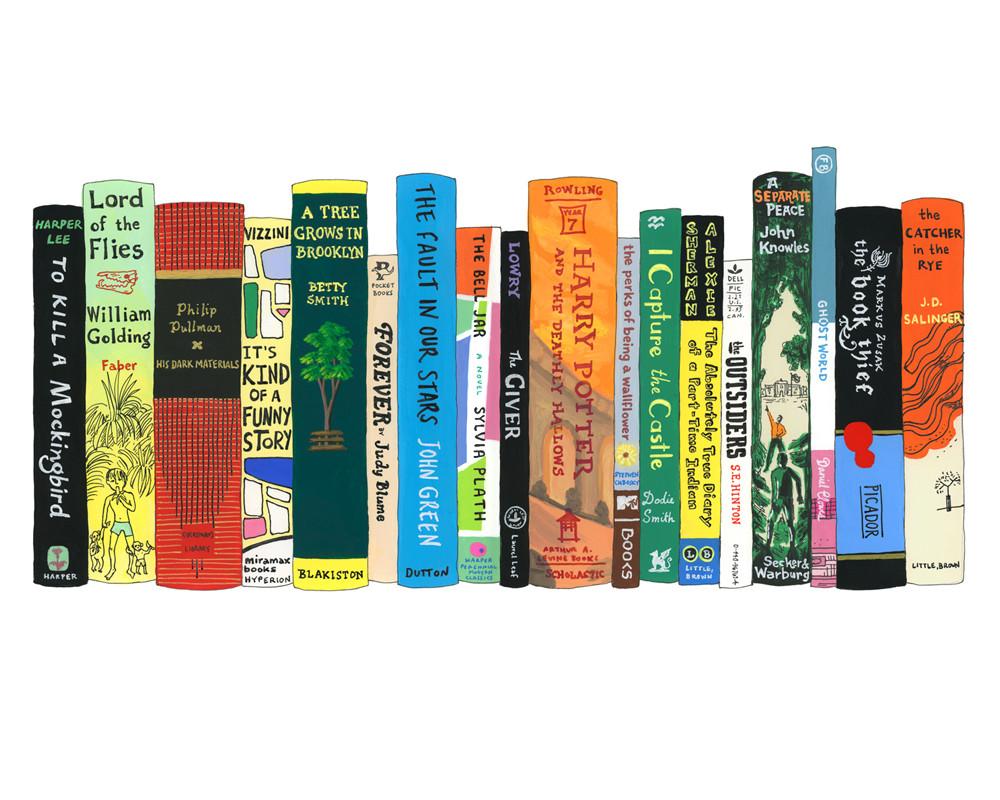 HARPER
LEE
TO KILL A MOCKINGBIRD
HARPER
Lord
of the
Flies
William
Golding
Faber
Philip
Pullman
HIS DARK MATERIALS
EVERYMAN'S
LIBRARY
VIZZINI
IT'S
KIND
OF A
FUNNY
STORY
miramax
books
HYPERION
A TREE
GROWS IN
BROOKLYN
BETTY
SMITH
BLAKISTON
POCKET
BOOKS
FOREVER BY Judy Blume
THE FAULT IN OUR STARS JOHN GREEN
DUTTON
THE BELL JAR A NOVEL SYLVIA PLATH
HARPER
PERENNIAL
MODERN
CLASSICS
LOWRY
The GIVER
Laurel Leaf
ROWLING
YEAR
7
HARRY POTTER
AND THE DEATHLY HALLOWS
ARTHUR A.
LEVINE BOOKS
SCHOLASTIC
the perks of being a wallflower
STEPHEN
CHBOSKY
BOOKS
I Capture the Castle
Dodie
Smith
SHERMAN
ALEXIE
The Absolutely True Diary
of a Part-Time Indian
L B
LITTLE,
BROWN
DELL
FIC
the OUTSIDERS S.E. HINTON
A
SEPARATE
PEACE
John
Knowles
Secker &
Warburg
FB
GHOST WORLD
Daniel Clowes
MARKUS ZUSAK
the book thief
PICADOR
the
CATCHER
in the
RYE
J.D.
SALINGER
LITTLE, BROWN